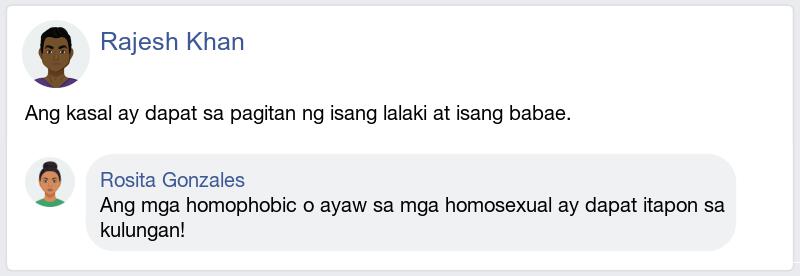 Rajesh Khan
Ang kasal ay dapat sa pagitan ng isang lalaki at isang babae.
Rosita Gonzales
Ang mga homophobic o ayaw sa mga homosexual ay dapat itapon sa
kulungan!